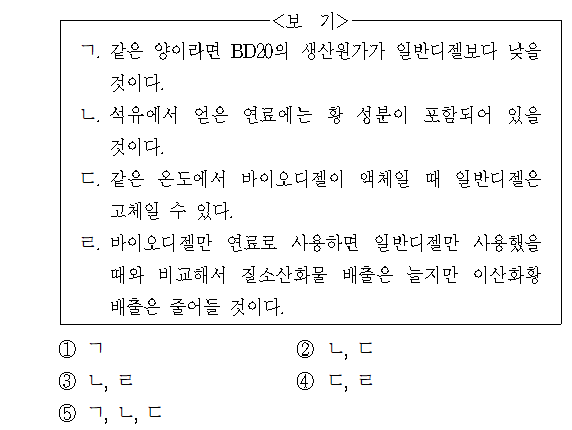 <보 기>
ㄱ. 같은 양이라면 BD20의 생산원가가 일반디젤보다 낮을
것이다.
ㄴ. 석유에서 얻은 연료에는 황 성분이 포함되어 있을
것이다.
ㄷ. 같은 온도에서 바이오디젤이 액체일 때 일반디젤은
고체일 수 있다.
ㄹ. 바이오디젤만 연료로 사용하면 일반디젤만 사용했을
때와 비교해서 질소산화물 배출은 늘지만 이산화황
배출은 줄어들 것이다.
① ㄱ ② ㄴ, ㄷ
③ ㄴ, ㄹ ④ ㄷ, ㄹ
⑤ ㄱ, ㄴ, ㄷ